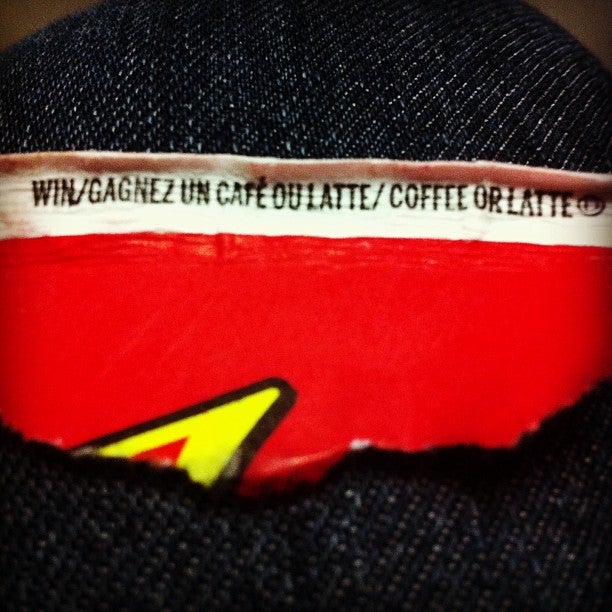 WIN/GAGNEZ UN CAFÉ OU LATTE/ COFFEE OR LATTE